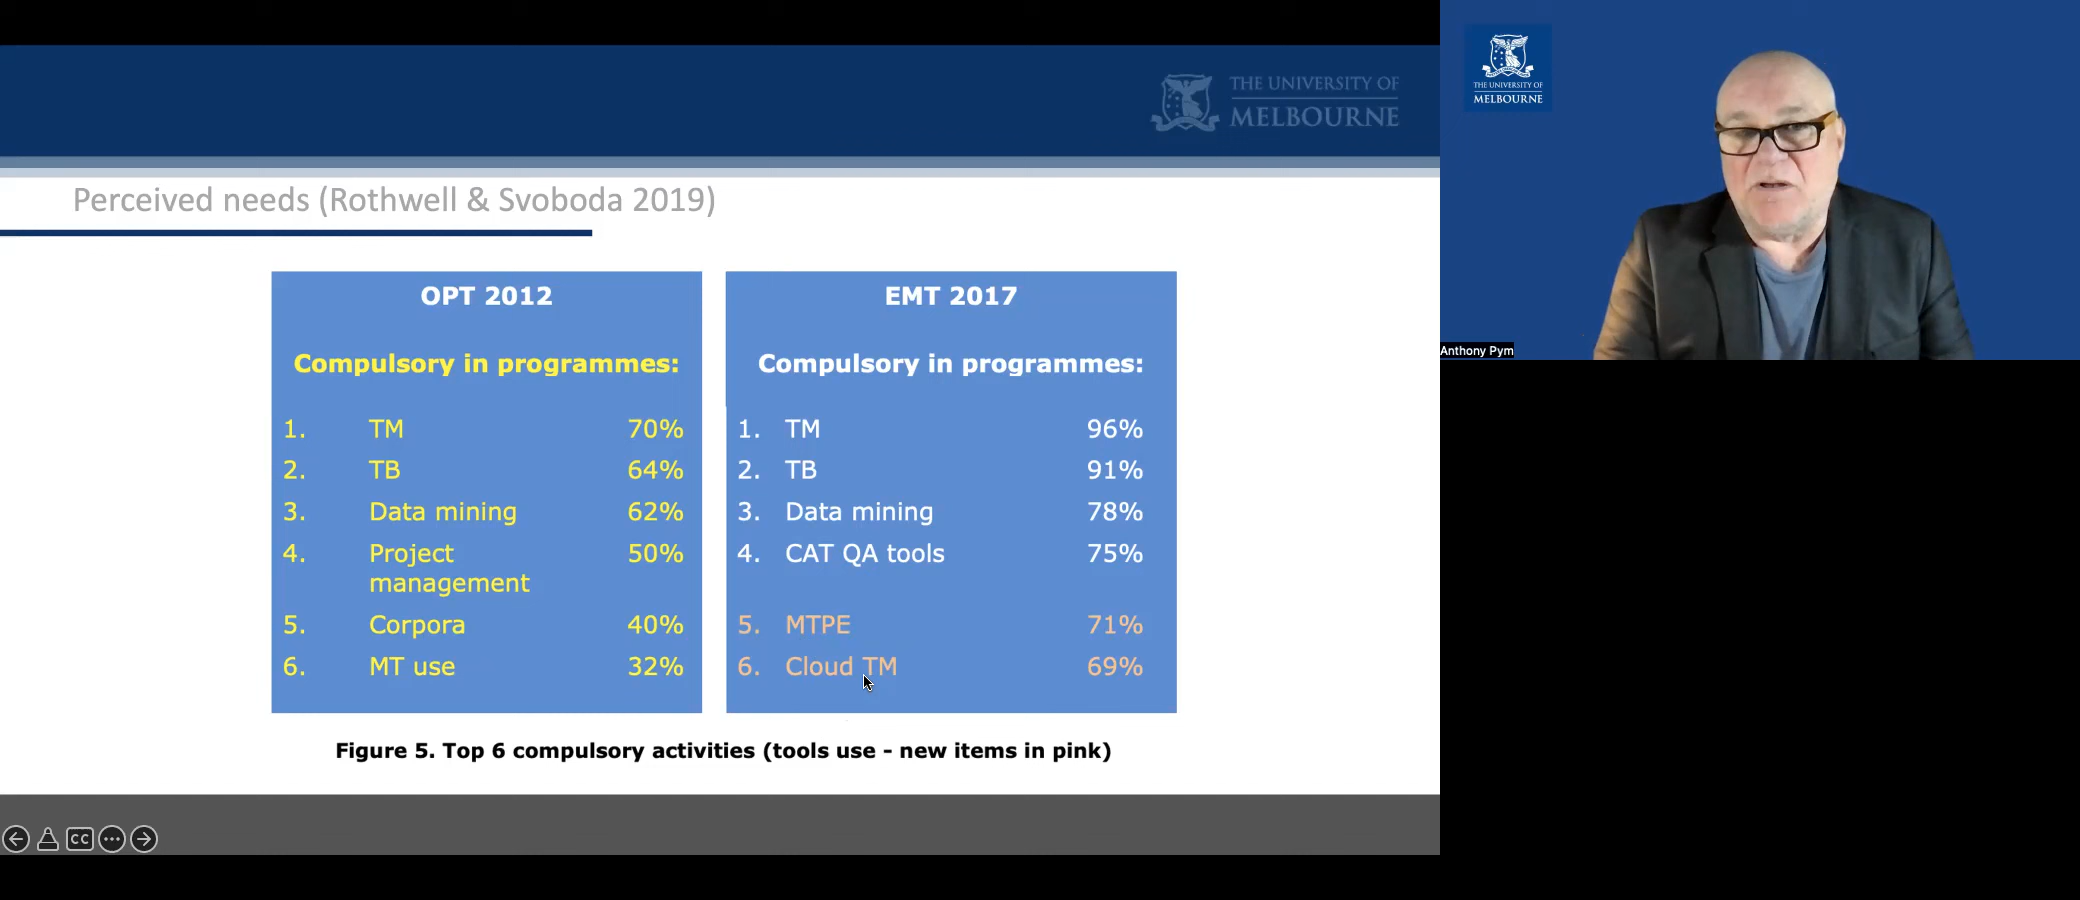 THE UNIVERSITY OF
MELBOURNE
Perceived needs (Rothwell & Svoboda 2019)
OPT 2012
Compulsory in programmes:
1. TM 70%
2. TB 64%
3. Data mining 62%
4. Project management 50%
5. Corpora 40%
6. MT use 32%
EMT 2017
Compulsory in programmes:
1. TM 96%
2. TB 91%
3. Data mining 78%
4. CAT QA tools 75%
5. MTPE 71%
6. Cloud TM 69%
Figure 5. Top 6 compulsory activities (tools use - new items in pink)
CC
THE UNIVERSITY OF
MELBOURNE
Anthony Pym